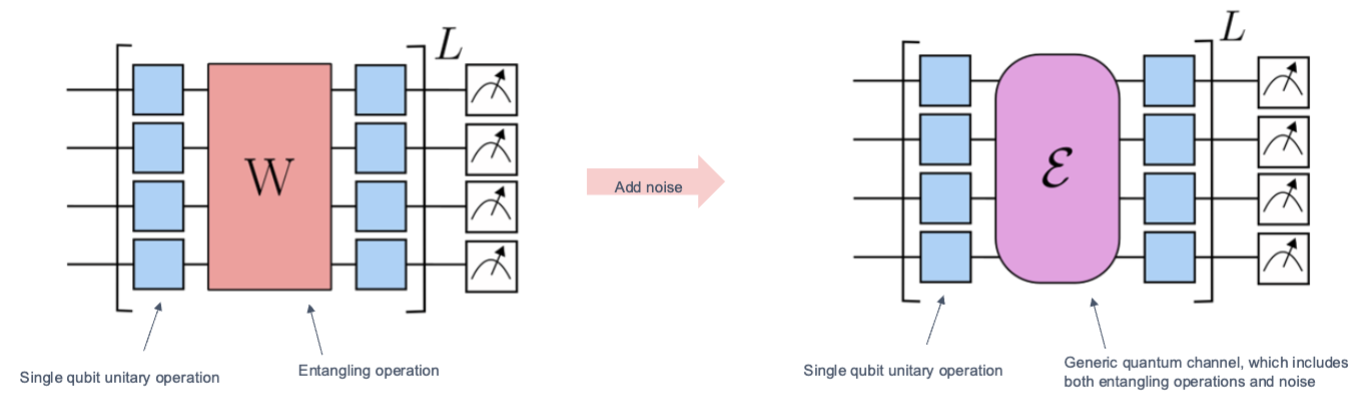 L
L
W
Add noise
ℰ
Single qubit unitary operation
Entangling operation
Single qubit unitary operation
Generic quantum channel, which includes
both entangling operations and noise